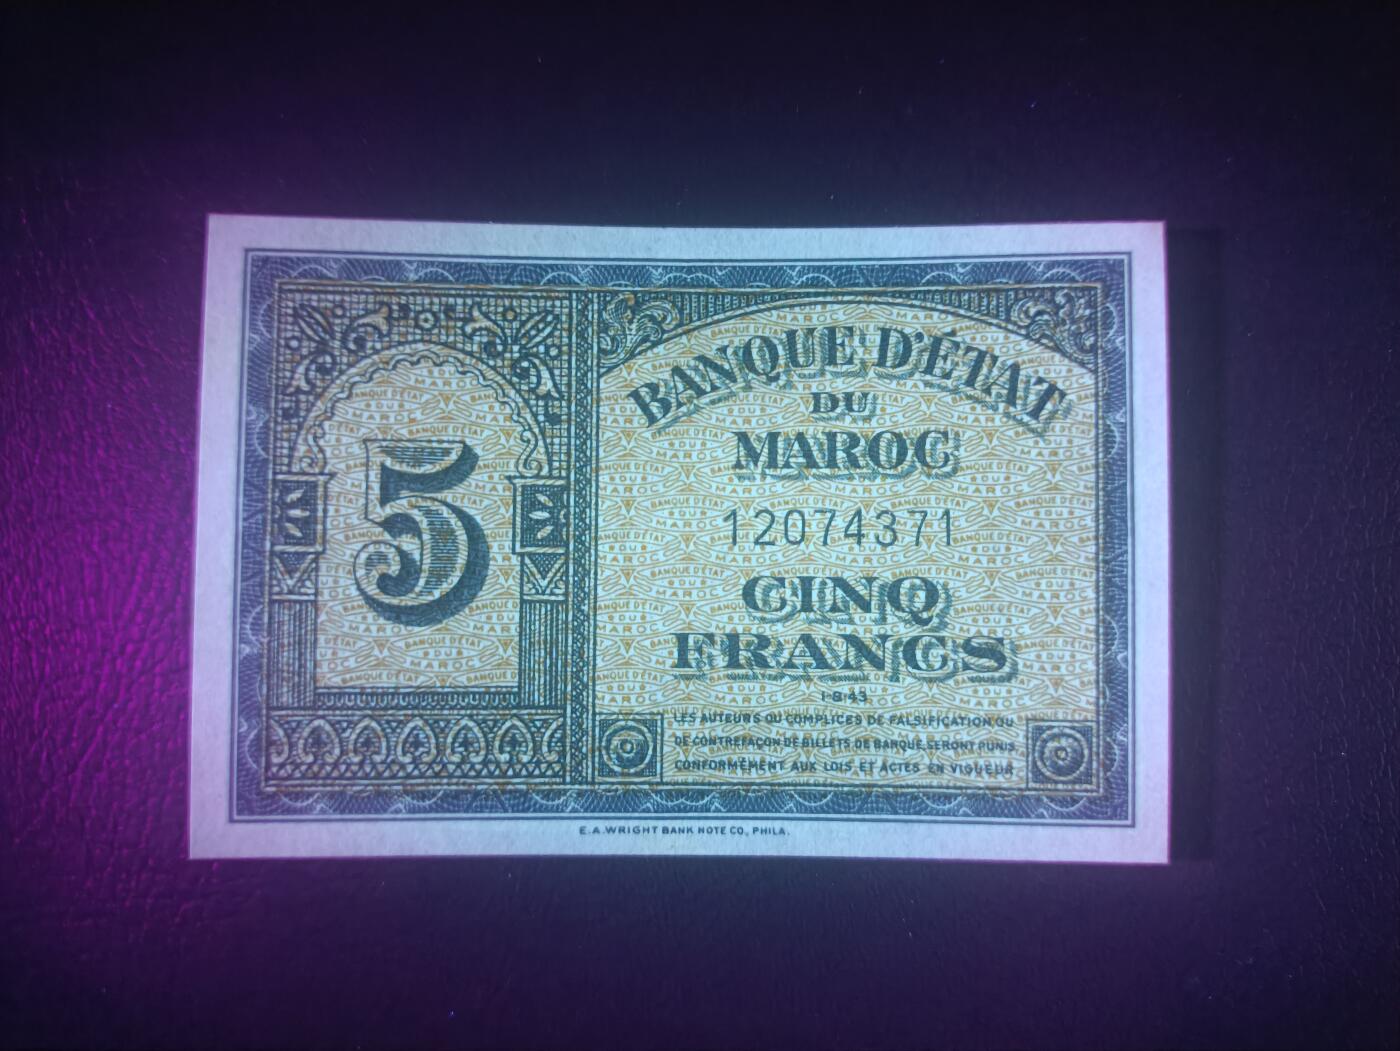 5
BANQUE D'ÉTAT
DU
MAROC
12074371
CINQ
FRANCS
1-8-43
LES AUTEURS OU COMPLICES DE FALSIFICATION OU
DE CONTREFAÇON DE BILLETS DE BANQUE SERONT PUNIS
CONFORMÉMENT AUX LOIS ET ACTES EN VIGUEUR
E.A.WRIGHT BANK NOTE CO., PHILA.